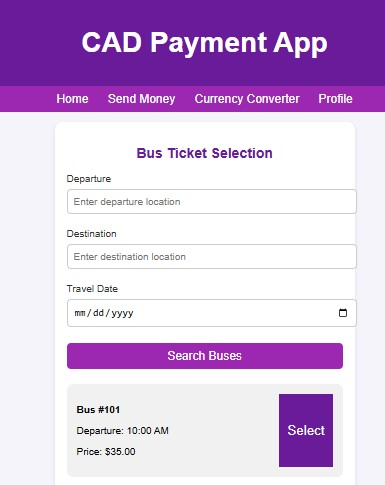 CAD Payment App
Home Send Money Currency Converter Profile
Bus Ticket Selection
Departure
Enter departure location
Destination
Enter destination location
Travel Date
mm/dd/yyyy
Search Buses
Bus #101
Departure: 10:00 AM
Price: $35.00
Select